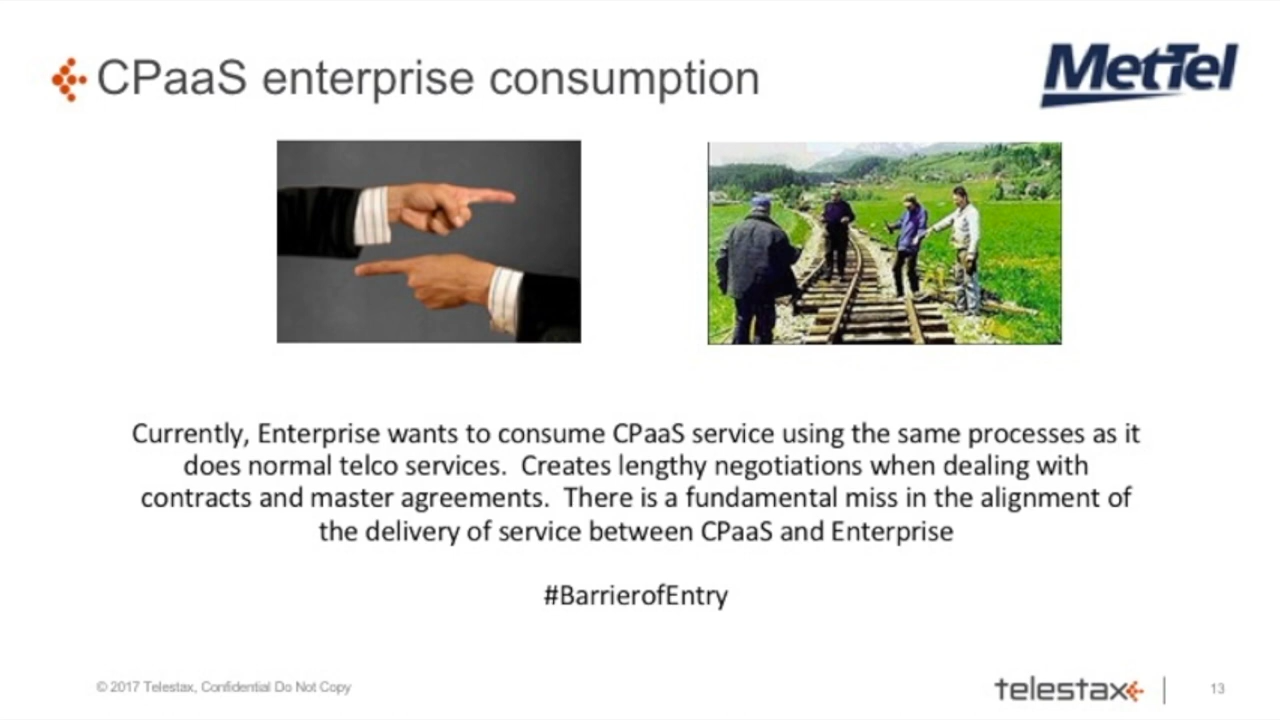 CPaaS enterprise consumption
MetTel
Currently, Enterprise wants to consume CPaaS service using the same processes as it
does normal telco services.  Creates lengthy negotiations when dealing with
contracts and master agreements.  There is a fundamental miss in the alignment of
the delivery of service between CPaaS and Enterprise
#BarrierofEntry
© 2017 Telestax, Confidential Do Not Copy
telestax
13